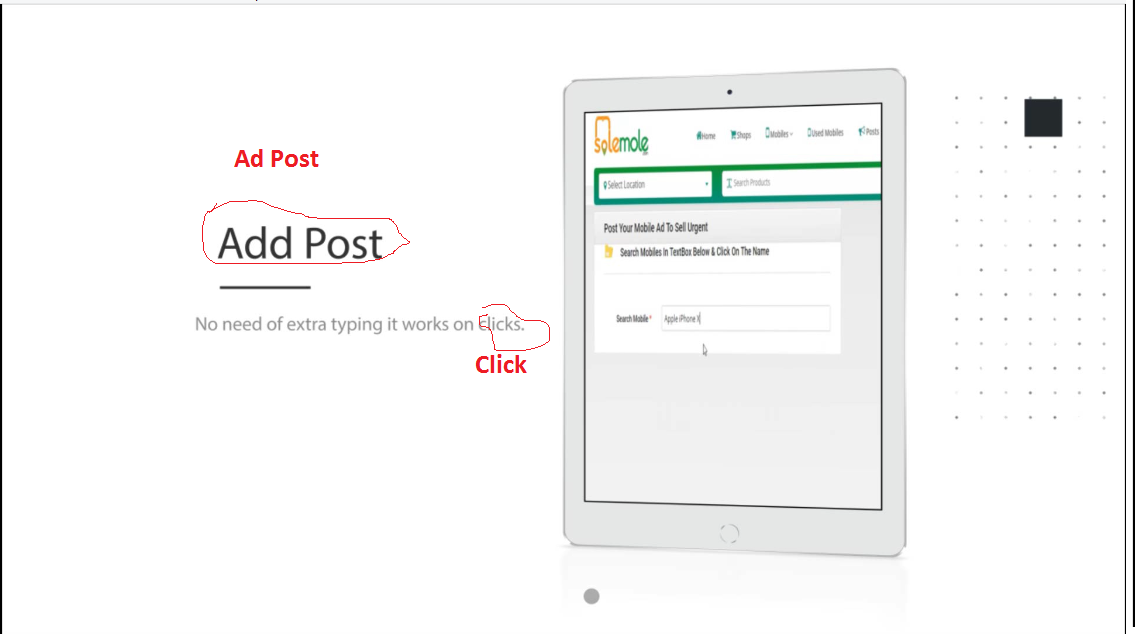 Ad Post
Add Post
No need of extra typing it works on clicks.
Click
solemole
Home Shops Mobiles Used Mobiles Posts
Select Location Search Products
Post Your Mobile Ad To Sell Urgent
Search Mobiles In TextBox Below & Click On The Name
Search Mobile * Apple iPhone X